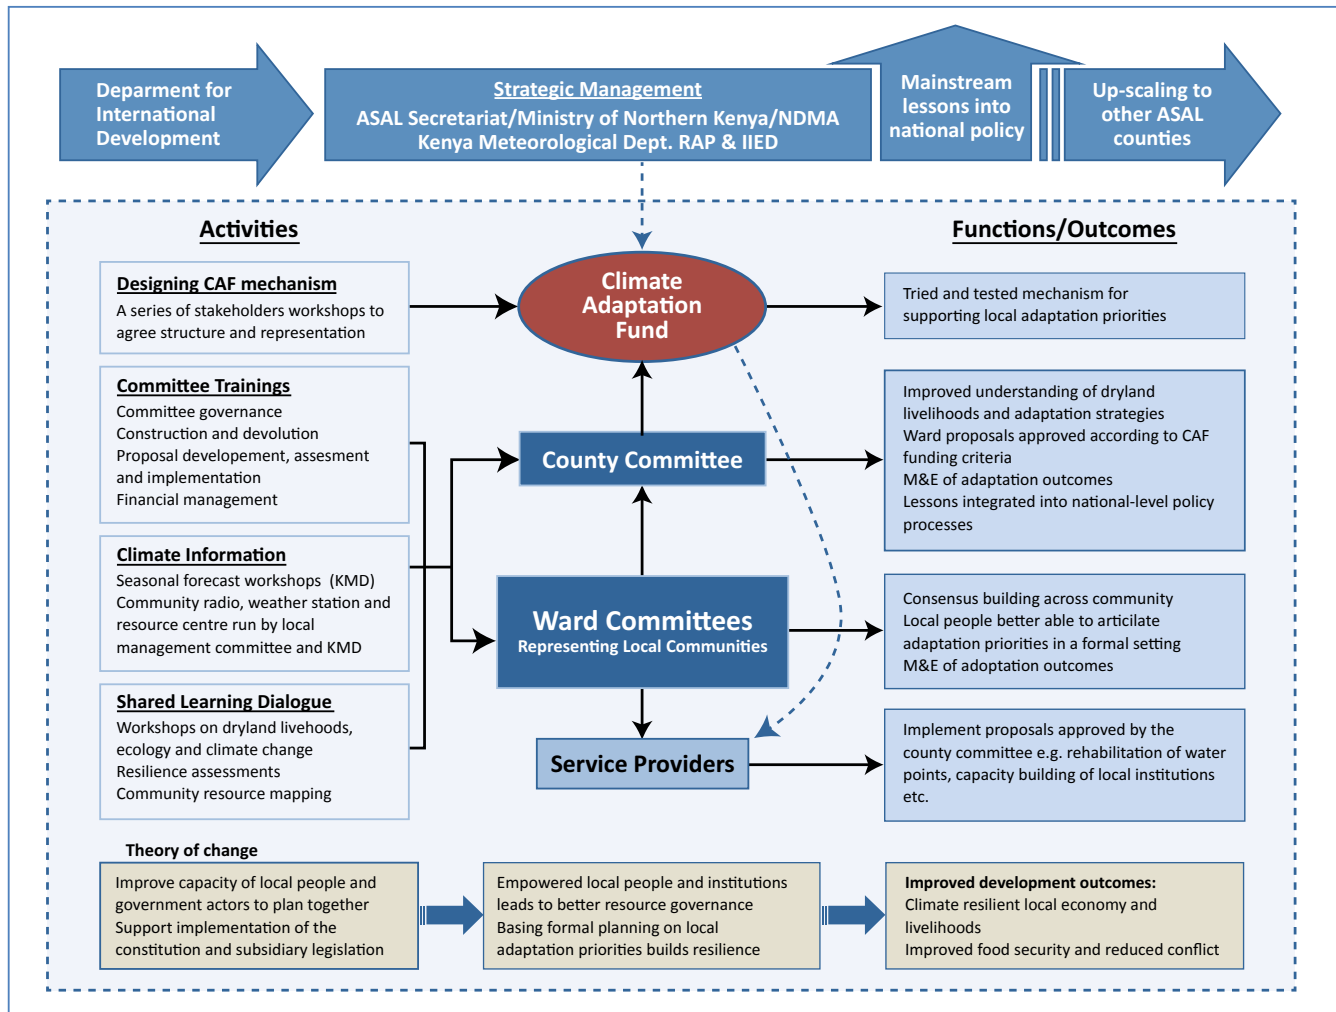 Deparment for
International
Development
Strategic Management
ASAL Secretariat/Ministry of Northern Kenya/NDMA
Kenya Meteorological Dept. RAP & IIED
Mainstream
lessons into
national policy
Up-scaling to
other ASAL
counties
Activities
Functions/Outcomes
Designing CAF mechanism
A series of stakeholders workshops to
agree structure and representation
Climate
Adaptation
Fund
Tried and tested mechanism for
supporting local adaptation priorities
Committee Trainings
Committee governance
Construction and devolution
Proposal developement, assesment
and implementation
Financial management
County Committee
Improved understanding of dryland
livelihoods and adaptation strategies
Ward proposals approved according to CAF
funding criteria
M&E of adaptation outcomes
Lessons integrated into national-level policy
processes
Climate Information
Seasonal forecast workshops (KMD)
Community radio, weather station and
resource centre run by local
management committee and KMD
Ward Committees
Representing Local Communities
Consensus building across community
Local people better able to articilate
adaptation priorities in a formal setting
M&E of adoption outcomes
Shared Learning Dialogue
Workshops on dryland livehoods,
ecology and climate change
Resilience assessments
Community resource mapping
Service Providers
Implement proposals approved by the
county committee e.g. rehabilitation of water
points, capacity building of local institutions
etc.
Theory of change
Improve capacity of local people and
government actors to plan together
Support implementation of the
constitution and subsidiary legislation
Empowered local people and institutions
leads to better resource governance
Basing formal planning on local
adaptation priorities builds resilience
Improved development outcomes:
Climate resilient local economy and
livelihoods
Improved food security and reduced conflict